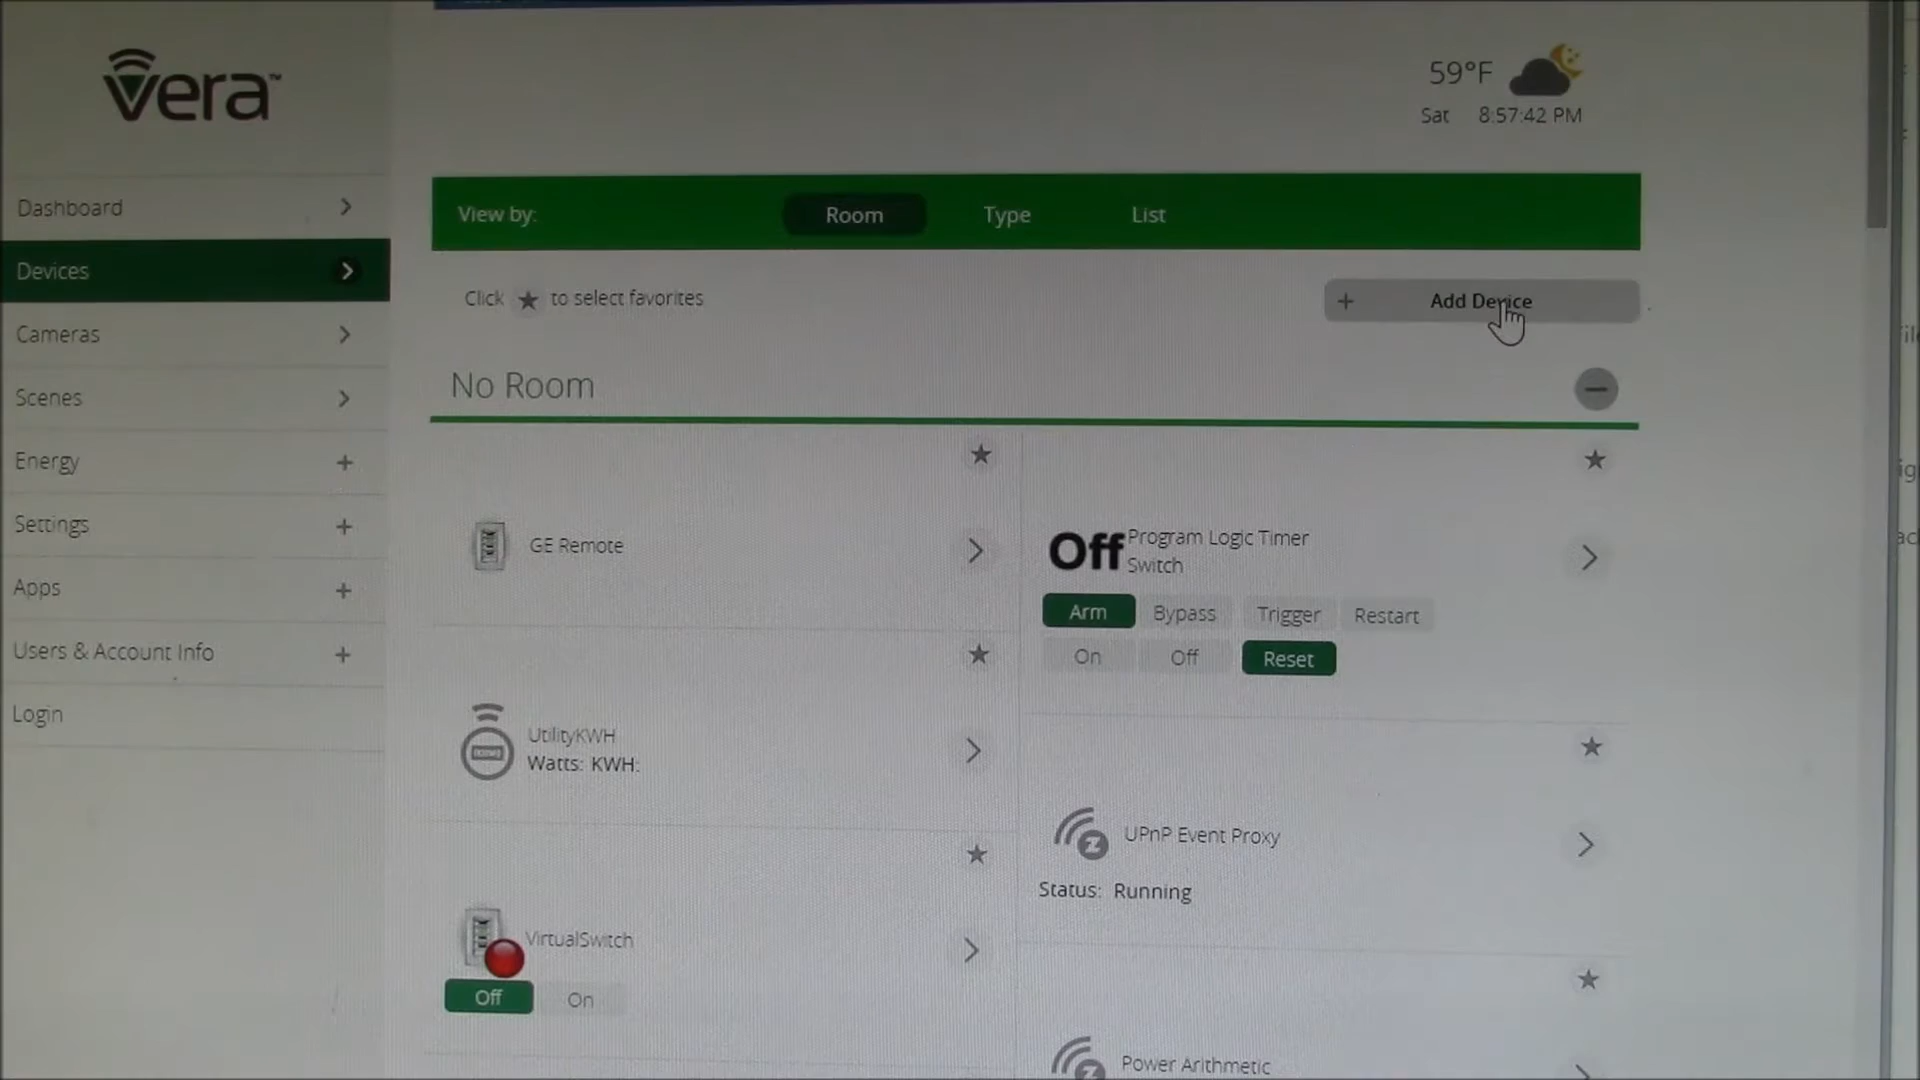 vera™
59°F
Sat 8:57:42 PM
Dashboard
Devices
Cameras
Scenes
Energy
Settings
Apps
Users & Account Info
Login
View by: Room Type List
Click ★ to select favorites
+ Add Device
No Room
GE Remote
Off Program Logic Timer
Switch
Arm Bypass Trigger Restart
On Off Reset
UtilityKWH
Watts: KWH:
UPnP Event Proxy
Status: Running
VirtualSwitch
Off On
Power Arithmetic